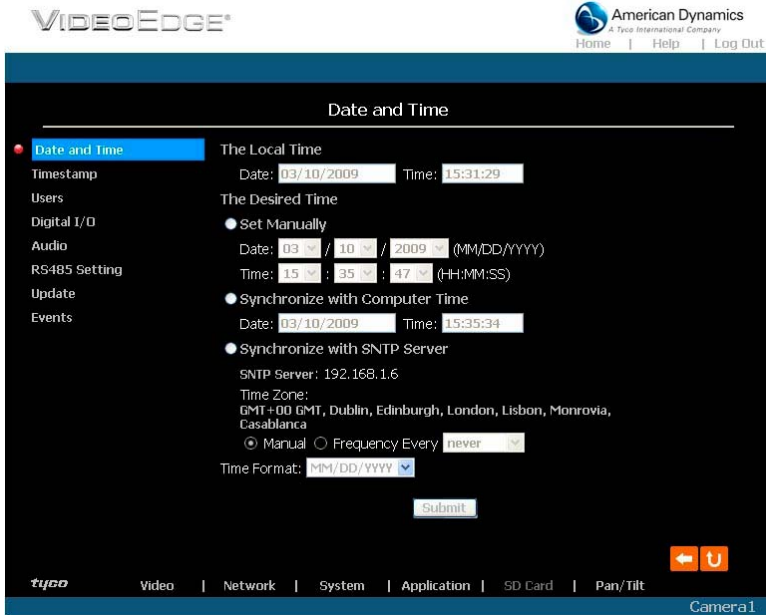 VIDEOEDGE®
American Dynamics
A Tyco International Company
Home | Help | Log Out
Date and Time
Date and Time
Timestamp
Users
Digital I/O
Audio
RS485 Setting
Update
Events
The Local Time
Date: 03/10/2009 Time: 15:31:29
The Desired Time
Set Manually
Date: 03 / 10 / 2009 (MM/DD/YYYY)
Time: 15 : 35 : 47 (HH:MM:SS)
Synchronize with Computer Time
Date: 03/10/2009 Time: 15:35:34
Synchronize with SNTP Server
SNTP Server: 192.168.1.6
Time Zone:
GMT+00 GMT, Dublin, Edinburgh, London, Lisbon, Monrovia,
Casablanca
Manual Frequency Every never
Time Format: MM/DD/YYYY
Submit
tyco Video | Network | System | Application | SD Card | Pan/Tilt
Camera1